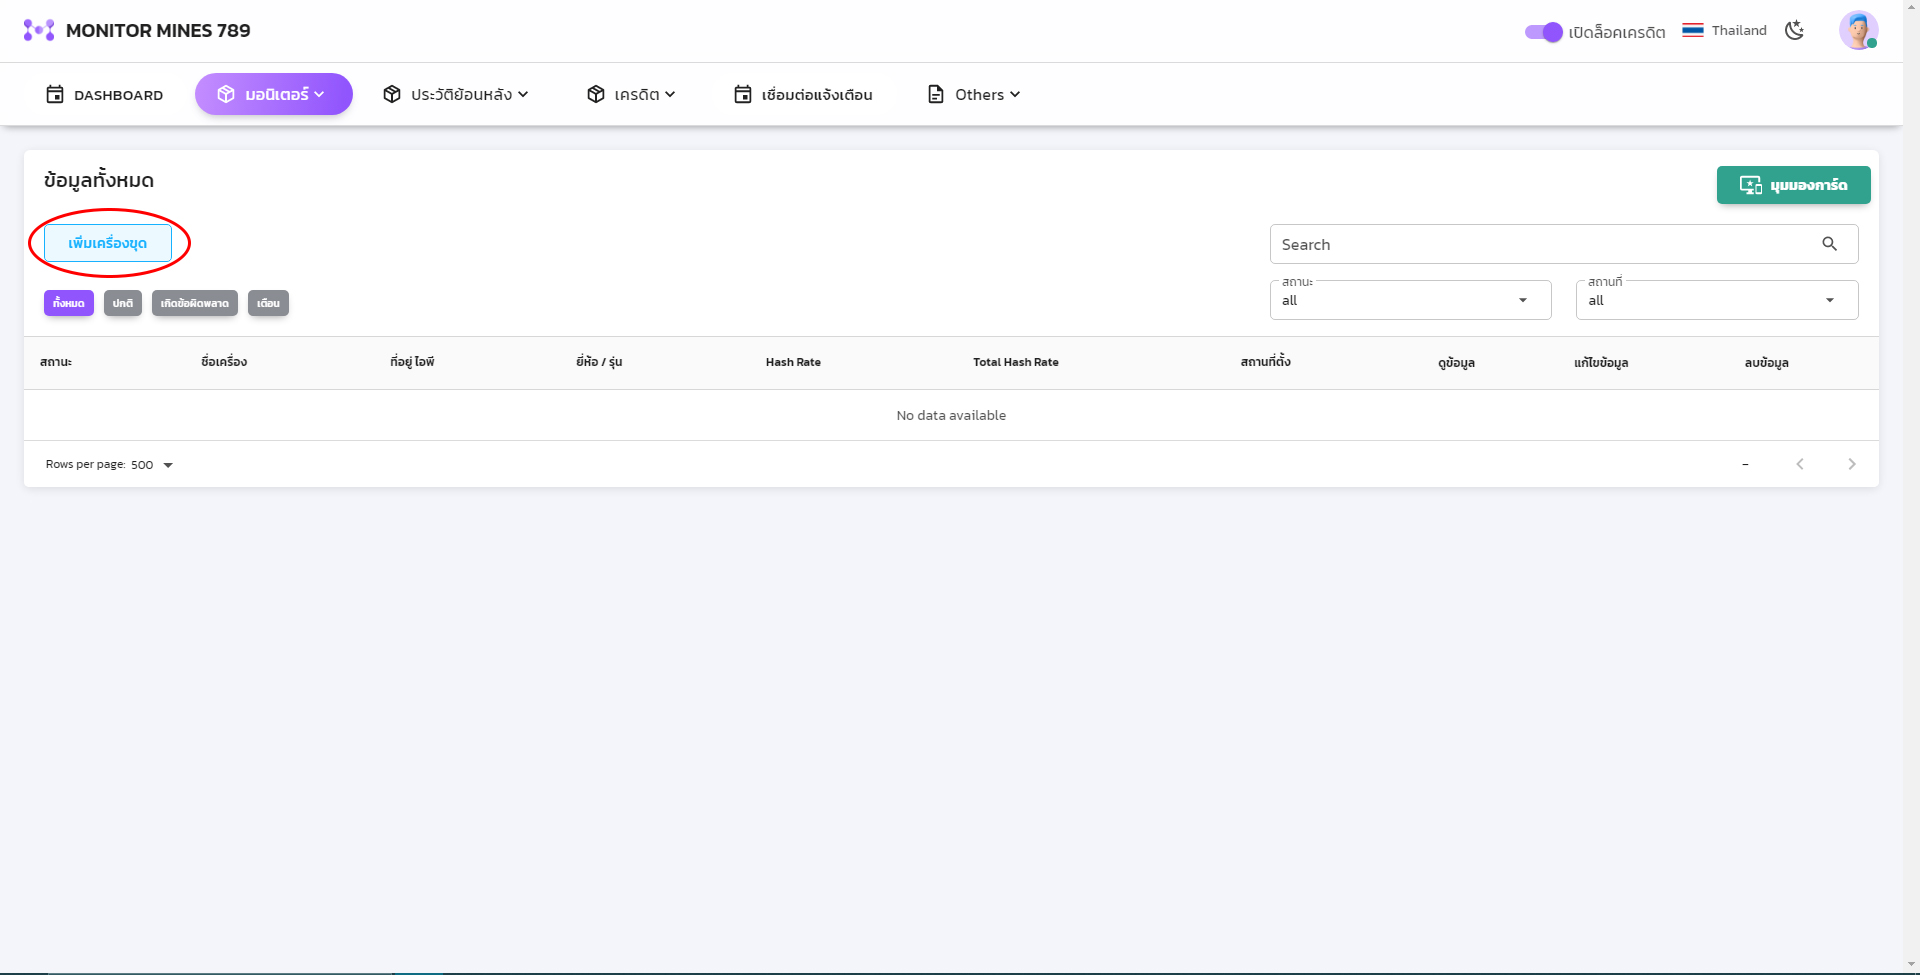 MONITOR MINES 789
เปิดล็อคเครดิต
Thailand
DASHBOARD
มอนิเตอร์
ประวัติย้อนหลัง
เครดิต
เชื่อมต่อแจ้งเตือน
Others
ข้อมูลทั้งหมด
มุมมองการ์ด
เพิ่มเครื่องขุด
Search
ทั้งหมด
ปกติ
เกิดข้อผิดพลาด
เตือน
สถานะ
all
สถานที่
all
สถานะ
ชื่อเครื่อง
ที่อยู่ ไอพี
ยี่ห้อ / รุ่น
Hash Rate
Total Hash Rate
สถานที่ตั้ง
ดูข้อมูล
แก้ไขข้อมูล
ลบข้อมูล
No data available
Rows per page: 500
–